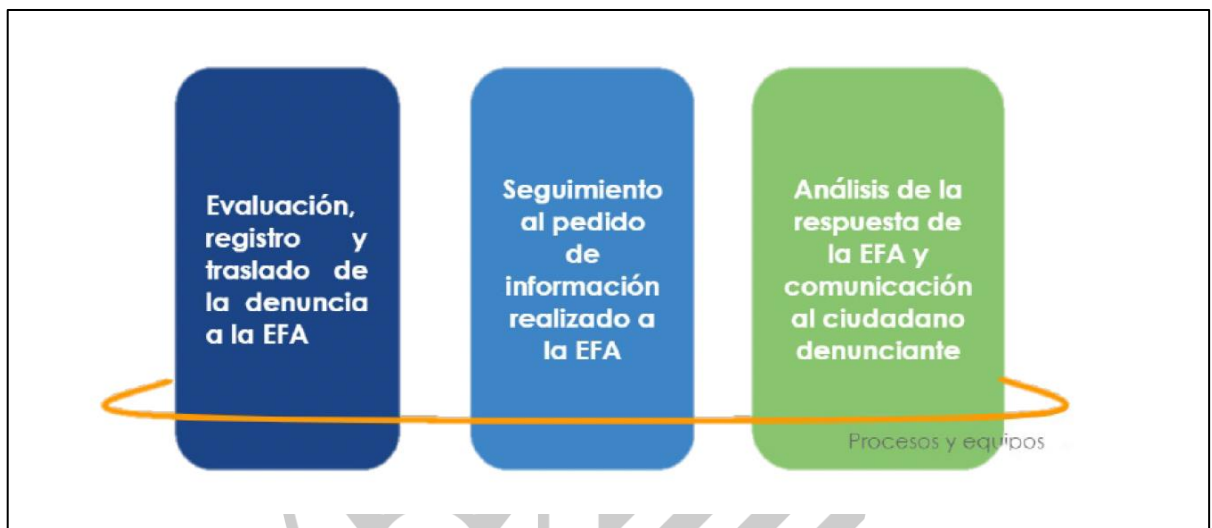 Evaluación,
registro y
traslado de
la denuncia
a la EFA
Seguimiento
al pedido
de
información
realizado a
la EFA
Análisis de la
respuesta de
la EFA y
comunicación
al ciudadano
denunciante
Procesos y equipos